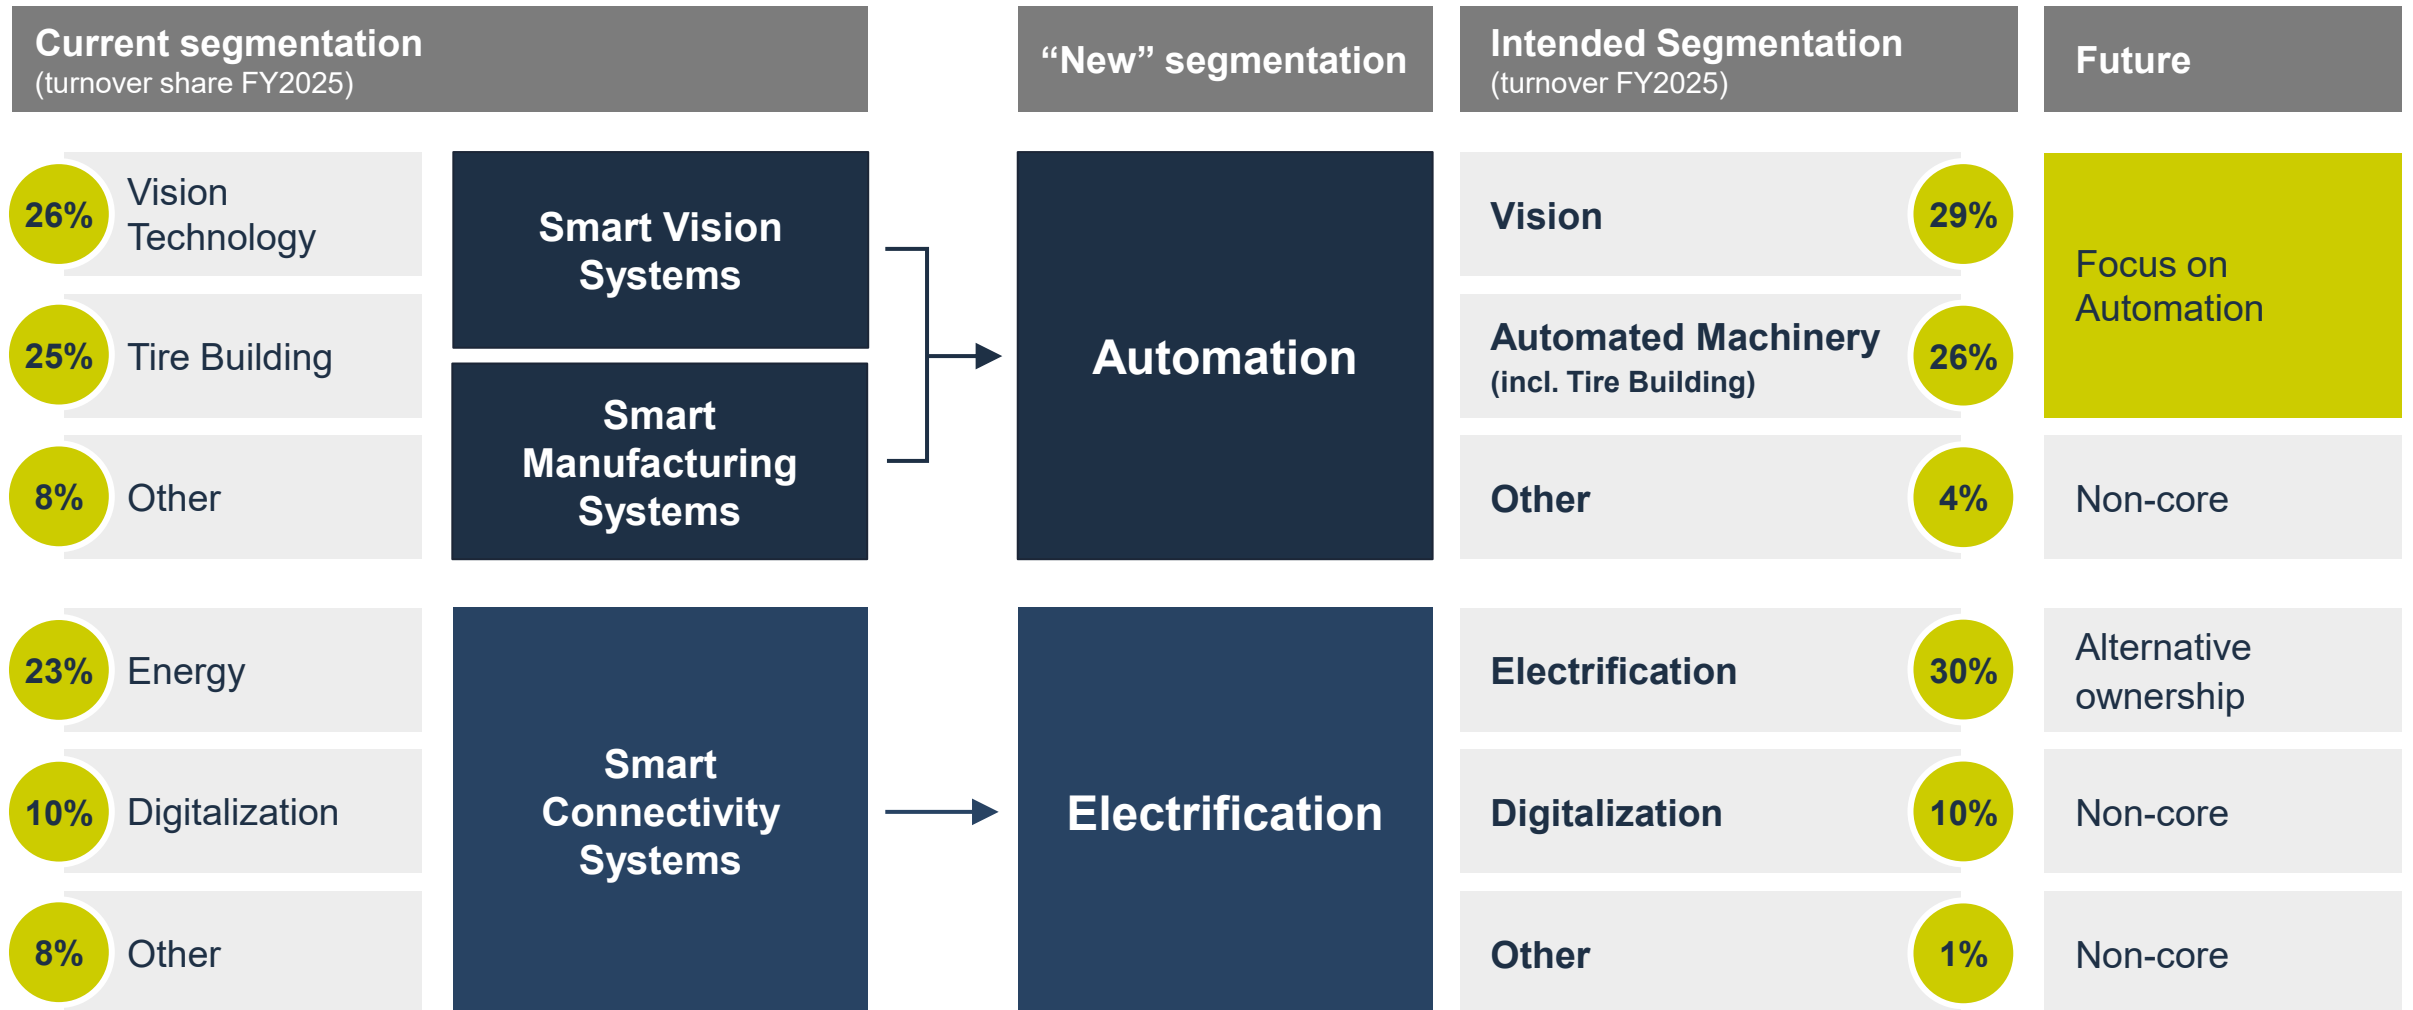 Current segmentation
(turnover share FY2025)
“New” segmentation
Intended Segmentation
(turnover FY2025)
Future
26%
Vision
Technology
25%
Tire Building
8%
Other
Smart Vision
Systems
Smart
Manufacturing
Systems
Automation
Vision
29%
Automated Machinery
(incl. Tire Building)
26%
Other
4%
Focus on
Automation
Non-core
23%
Energy
10%
Digitalization
8%
Other
Smart
Connectivity
Systems
Electrification
Electrification
30%
Digitalization
10%
Other
1%
Alternative
ownership
Non-core
Non-core